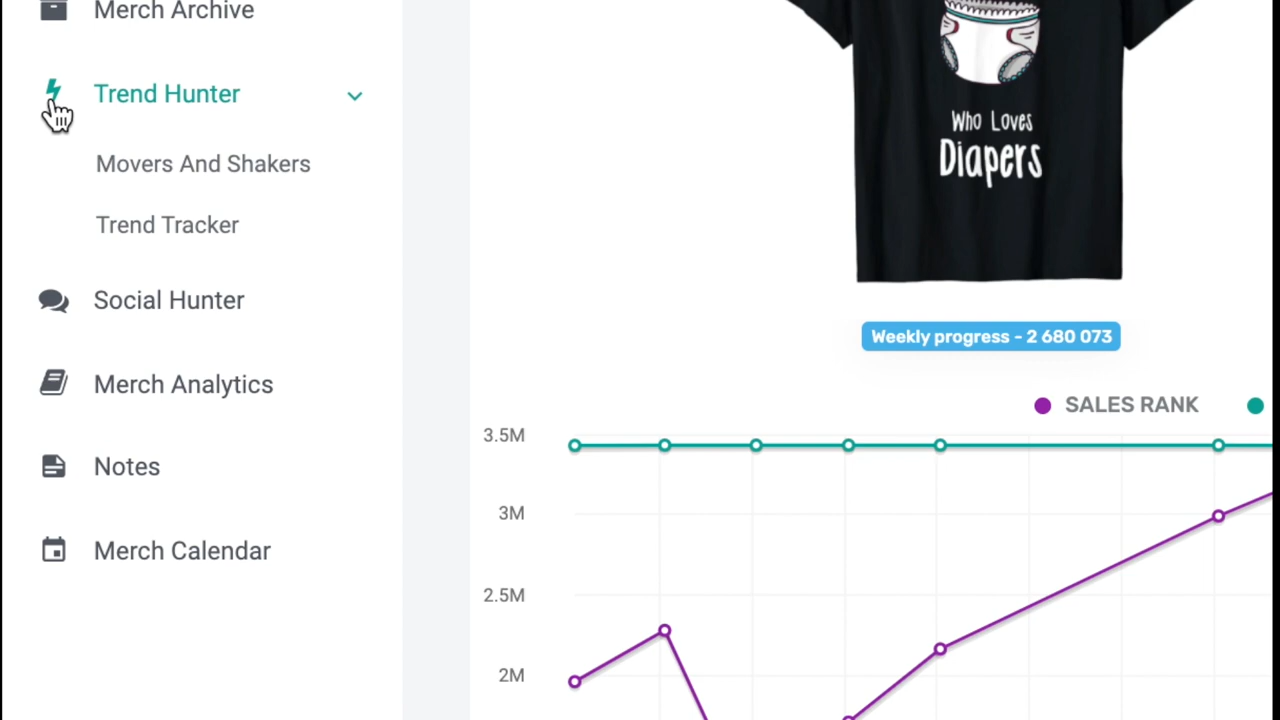 Merch Archive
Trend Hunter
Movers And Shakers
Trend Tracker
Social Hunter
Merch Analytics
Notes
Merch Calendar
Who Loves
Diapers
Weekly progress - 2 680 073
SALES RANK
3.5M
3M
2.5M
2M